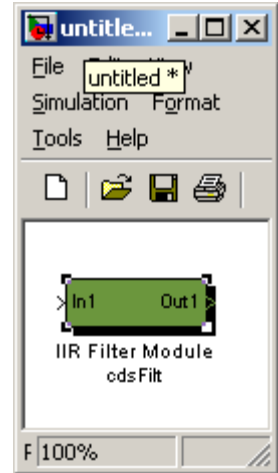 untitle...
File
untitled *
Simulation Format
Tools Help
In1 Out1
IIR Filter Module
cdsFilt
F 100%